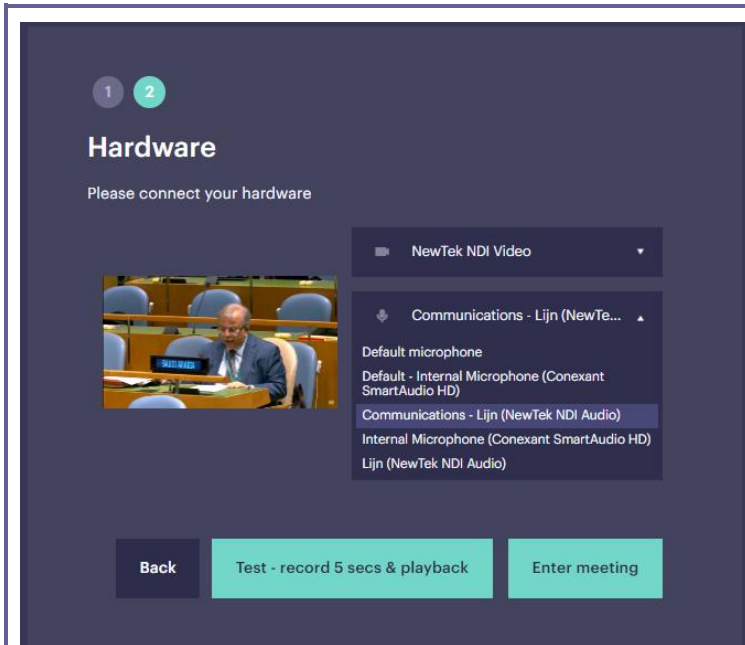 1 2
Hardware
Please connect your hardware
NewTek NDI Video
Communications - Lijn (NewTe...
Default microphone
Default - Internal Microphone (Conexant
SmartAudio HD)
Communications - Lijn (NewTek NDI Audio)
Internal Microphone (Conexant SmartAudio HD)
Lijn (NewTek NDI Audio)
SAUDI ARABIA
Back
Test - record 5 secs & playback
Enter meeting